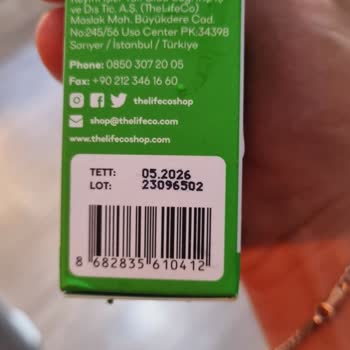 ve Dış Tic. A.Ş. (TheLifeCo)
Maslak Mah. Büyükdere Cad.
No:245/56 Uso Center PK:34398
Sarıyer / İstanbul / Türkiye
Phone: 0850 307 20 05
Fax: +90 212 346 16 60
thelifecoshop
shop@thelifeco.com
www.thelifecoshop.com
TETT: 05.2026
LOT: 23096502
8 682835 610412